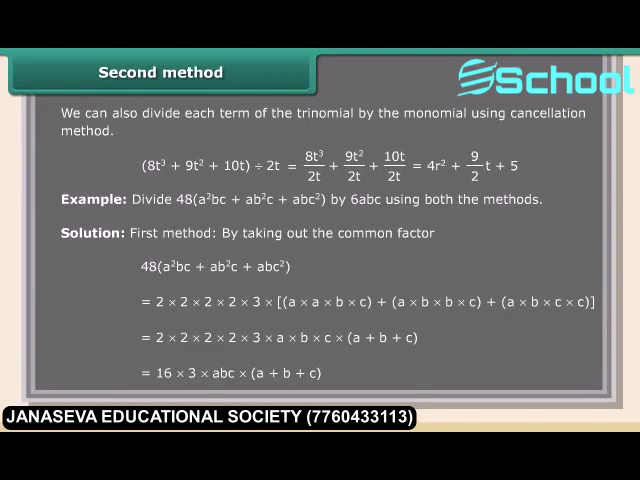 Second method
School
We can also divide each term of the trinomial by the monomial using cancellation
method.
(8t³ + 9t² + 10t) ÷ 2t = 8t³/2t + 9t²/2t + 10t/2t = 4r² + 9/2 t + 5
Example: Divide 48(a²bc + ab²c + abc²) by 6abc using both the methods.
Solution: First method: By taking out the common factor
48(a²bc + ab²c + abc²)
= 2 × 2 × 2 × 2 × 3 × [(a × a × b × c) + (a × b × b × c) + (a × b × c × c)]
= 2 × 2 × 2 × 2 × 3 × a × b × c × (a + b + c)
= 16 × 3 × abc × (a + b + c)
JANASEVA EDUCATIONAL SOCIETY (7760433113)